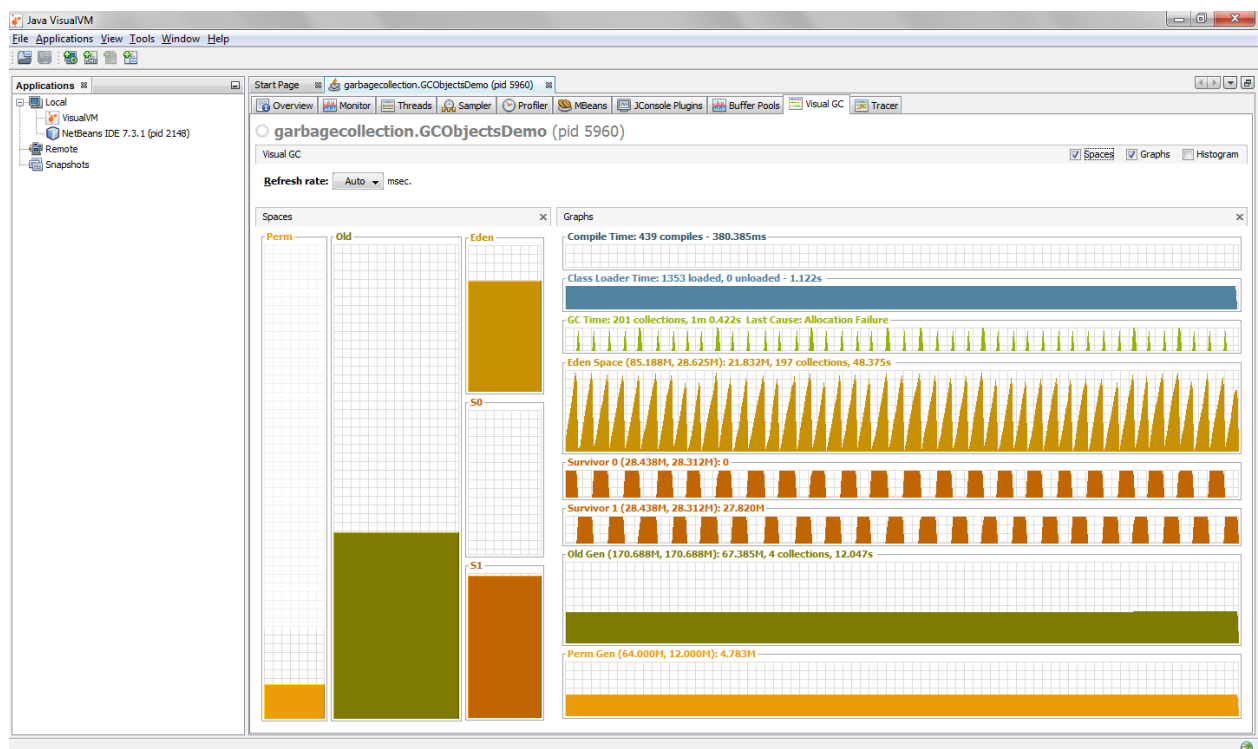 Java VisualVM
File Applications View Tools Window Help
Applications
Local
VisualVM
NetBeans IDE 7.3.1 (pid 2148)
Remote
Snapshots
Start Page garbagecollection.GCObjectsDemo (pid 5960)
Overview Monitor Threads Sampler Profiler MBeans JConsole Plugins Buffer Pools Visual GC Tracer
garbagecollection.GCObjectsDemo (pid 5960)
Visual GC Spaces Graphs Histogram
Refresh rate: Auto msec.
Spaces
Perm Old Eden
S0
S1
Graphs
Compile Time: 439 compiles - 380.385ms
Class Loader Time: 1353 loaded, 0 unloaded - 1.122s
GC Time: 201 collections, 1m 0.422s Last Cause: Allocation Failure
Eden Space (85.188M, 28.625M): 21.832M, 197 collections, 48.375s
Survivor 0 (28.438M, 28.312M): 0
Survivor 1 (28.438M, 28.312M): 27.820M
Old Gen (170.688M, 170.688M): 67.385M, 4 collections, 12.047s
Perm Gen (64.000M, 12.000M): 4.783M